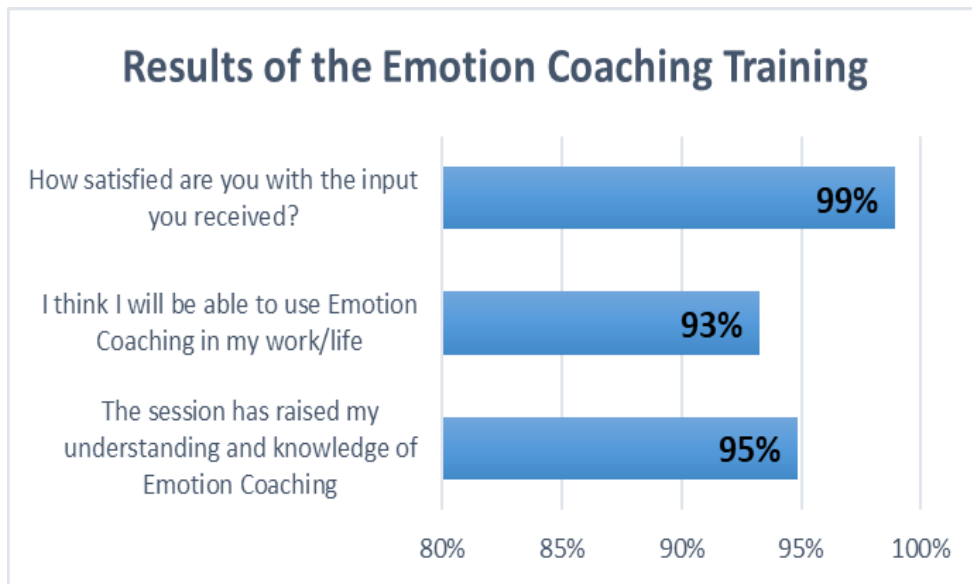 Results of the Emotion Coaching Training
How satisfied are you with the input
you received?
99%
I think I will be able to use Emotion
Coaching in my work/life
93%
The session has raised my
understanding and knowledge of
Emotion Coaching
95%
80% 85% 90% 95% 100%